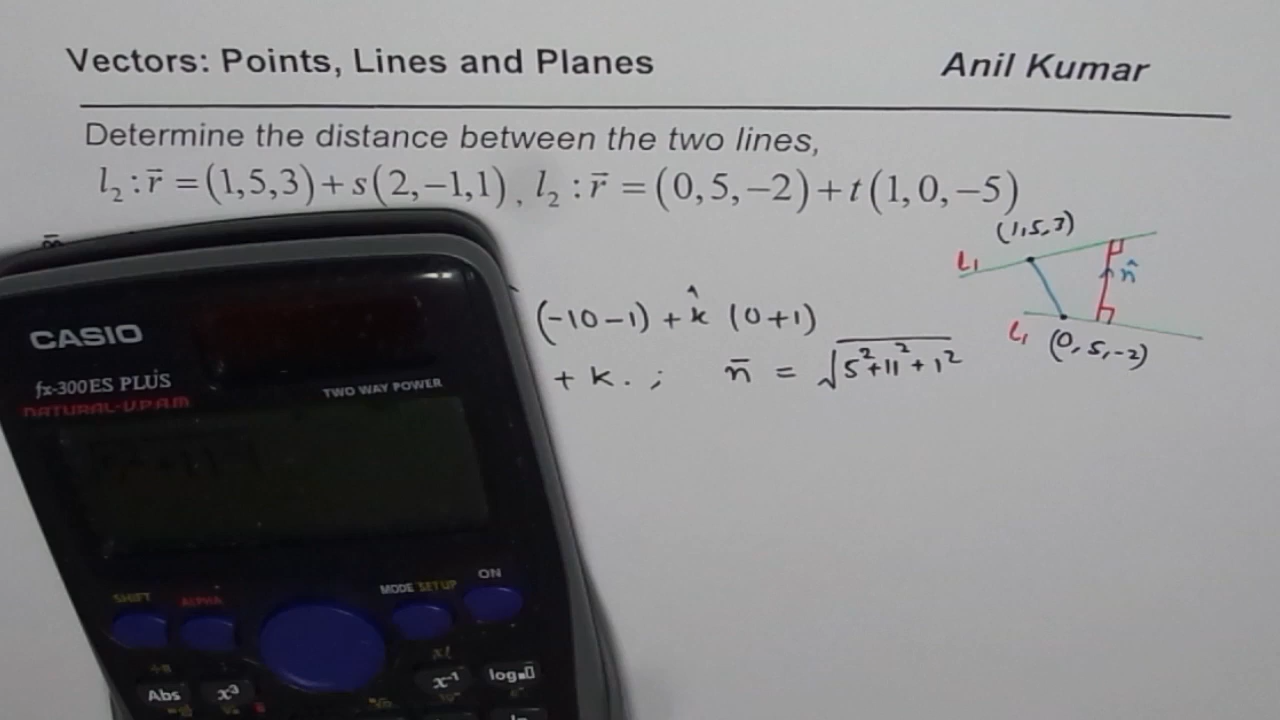 Vectors: Points, Lines and Planes
Anil Kumar
Determine the distance between the two lines,
l₂ : r̄ = (1,5,3) + s(2,−1,1), l₂ : r̄ = (0,5,−2) + t(1,0,−5)
(1,5,3)
L₁
n̂
L₁ (0,5,-2)
(-10-1) + k̂ (0+1)
+ k. ; n̄ = √(5² + 11² + 1²)
CASIO
fx-300ES PLUS
NATURAL-V.P.A.M.
TWO WAY POWER
SHIFT ALPHA MODE SETUP ON
Abs x³ x⁻¹ log